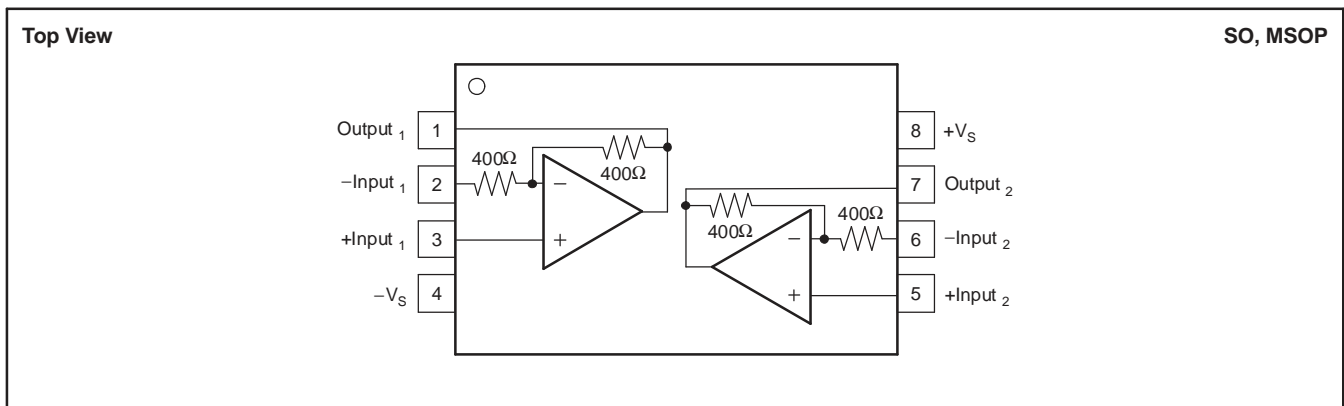 Top View
SO, MSOP
Output 1
1
−Input 1
2
+Input 1
3
−VS
4
400Ω
400Ω
−
+
400Ω
400Ω
−
+
8
+VS
7
Output 2
6
−Input 2
5
+Input 2